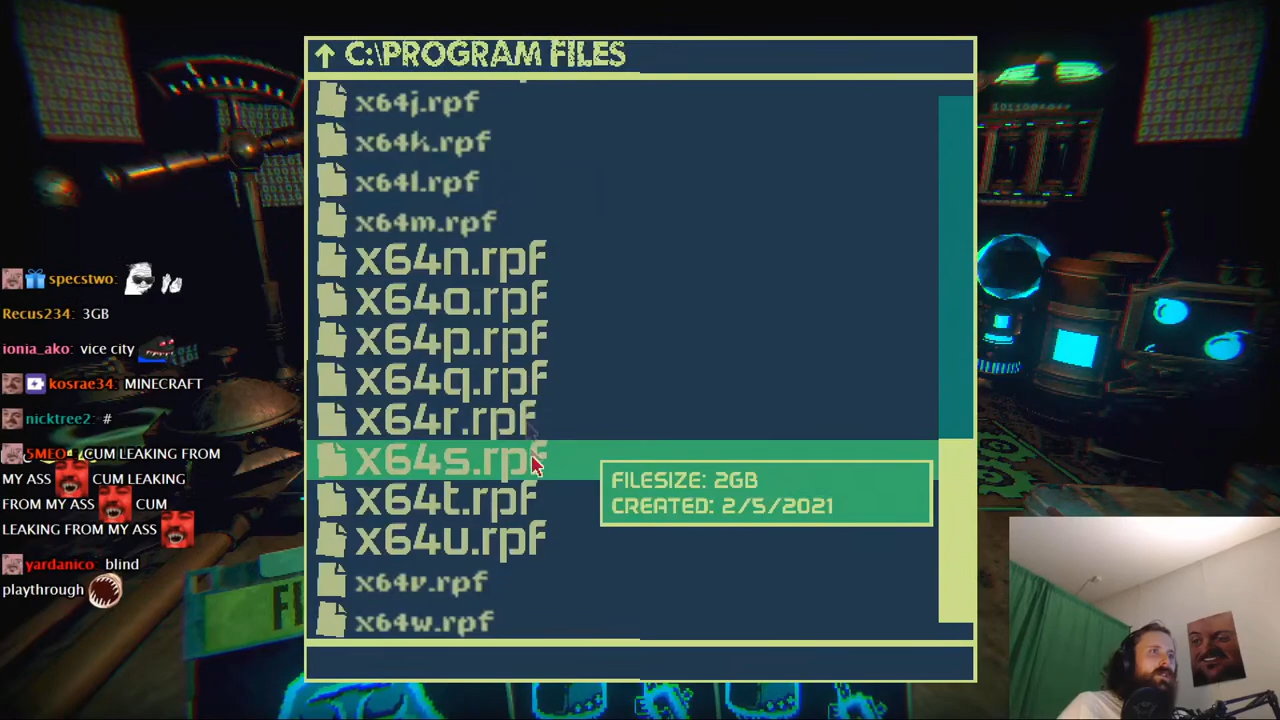 C:\PROGRAM FILES
x64j.rpf
x64k.rpf
x64l.rpf
x64m.rpf
x64n.rpf
x64o.rpf
x64p.rpf
x64q.rpf
x64r.rpf
x64s.rpf
FILESIZE: 2GB
CREATED: 2/5/2021
x64t.rpf
x64u.rpf
x64v.rpf
x64w.rpf
specstwo:
Recus234: 3GB
ionia_ako: vice city
kosrae34: MINECRAFT
nicktree2: #
5MEO: CUM LEAKING FROM
MY ASS CUM LEAKING
FROM MY ASS CUM
LEAKING FROM MY ASS
yardanico: blind
playthrough